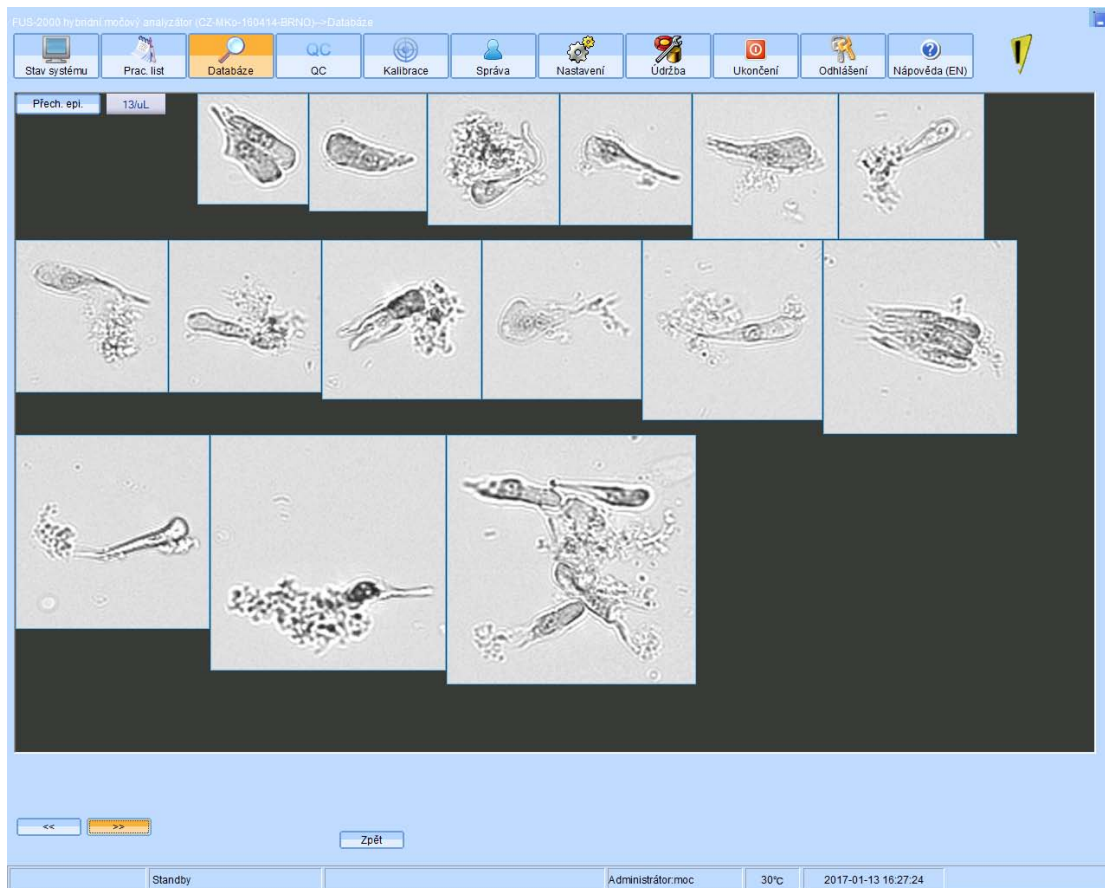 FUS-2000 hybridní močový analyzátor (CZ-MKo-160414-BRNO)-->Databáze
Stav systému
Prac. list
Databáze
QC
QC
Kalibrace
Správa
Nastavení
Údržba
Ukončení
Odhlášení
Nápověda (EN)
Přech. epi.
13/uL
<<
>>
Zpět
Standby
Administrátor:moc
30℃
2017-01-13 16:27:24